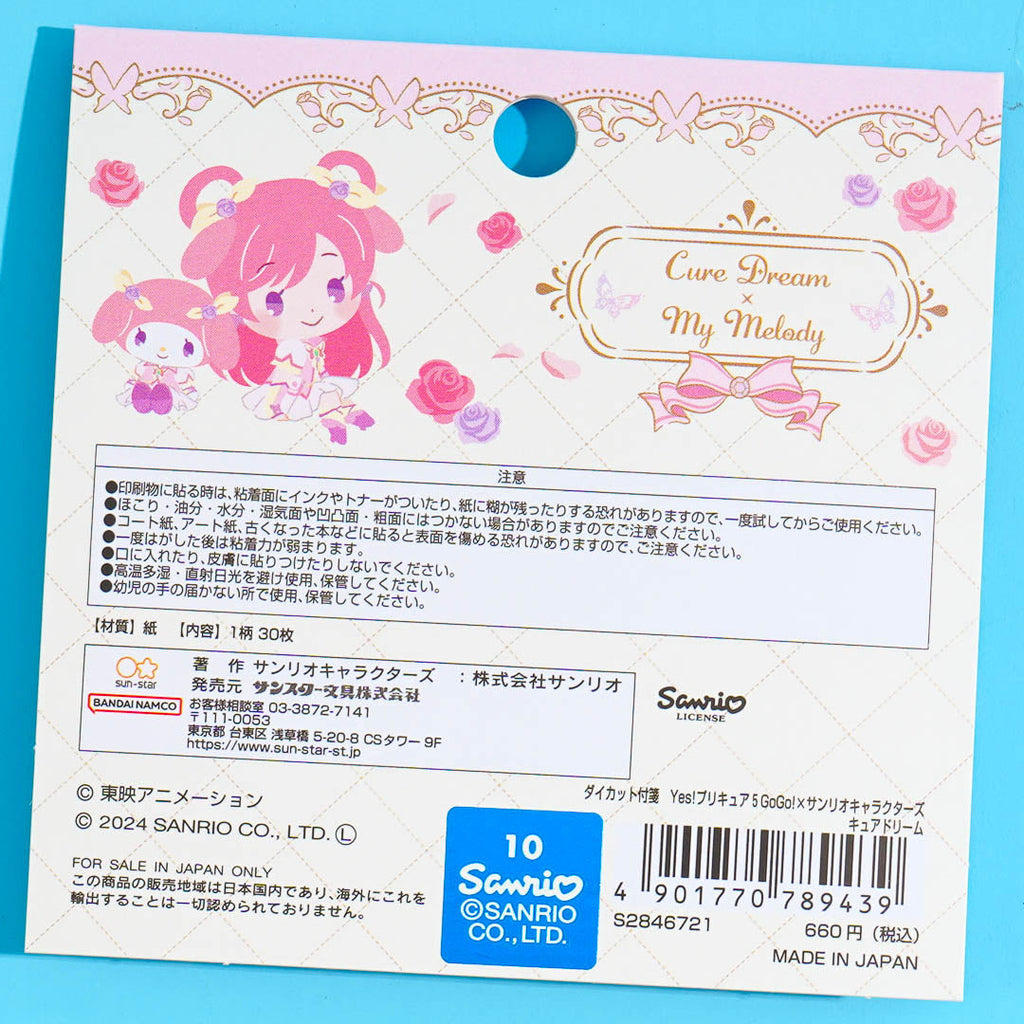 Cure Dream
×
My Melody
注意
●印刷物に貼る時は、粘着面にインクやトナーがついたり、紙に糊が残ったりする恐れがありますので、一度試してからご使用ください。
●ほこり・油分・水分・湿気面や凹凸面・粗面にはつかない場合がありますのでご注意ください。
●コート紙、アート紙、古くなった本などに貼ると表面を傷める恐れがありますので、ご注意ください。
●一度はがした後は粘着力が弱まります。
●口に入れたり、皮膚に貼りつけたりしないでください。
●高温多湿・直射日光を避け使用、保管してください。
●幼児の手の届かない所で使用、保管してください。
【材質】紙 【内容】1柄 30枚
sun-star
BANDAI NAMCO
著 作 サンリオキャラクターズ :株式会社サンリオ
発売元 サンスター文具株式会社
お客様相談室 03-3872-7141
〒111-0053
東京都 台東区 浅草橋 5-20-8 CSタワー 9F
https://www.sun-star-st.jp
Sanrio
LICENSE
© 東映アニメーション
© 2024 SANRIO CO., LTD. Ⓛ
FOR SALE IN JAPAN ONLY
この商品の販売地域は日本国内であり、海外にこれを
輸出することは一切認められておりません。
10
Sanrio
©SANRIO
CO.,LTD.
ダイカット付箋 Yes!プリキュア5GoGo!×サンリオキャラクターズ
キュアドリーム
4 901770 789439
S2846721
660円(税込)
MADE IN JAPAN